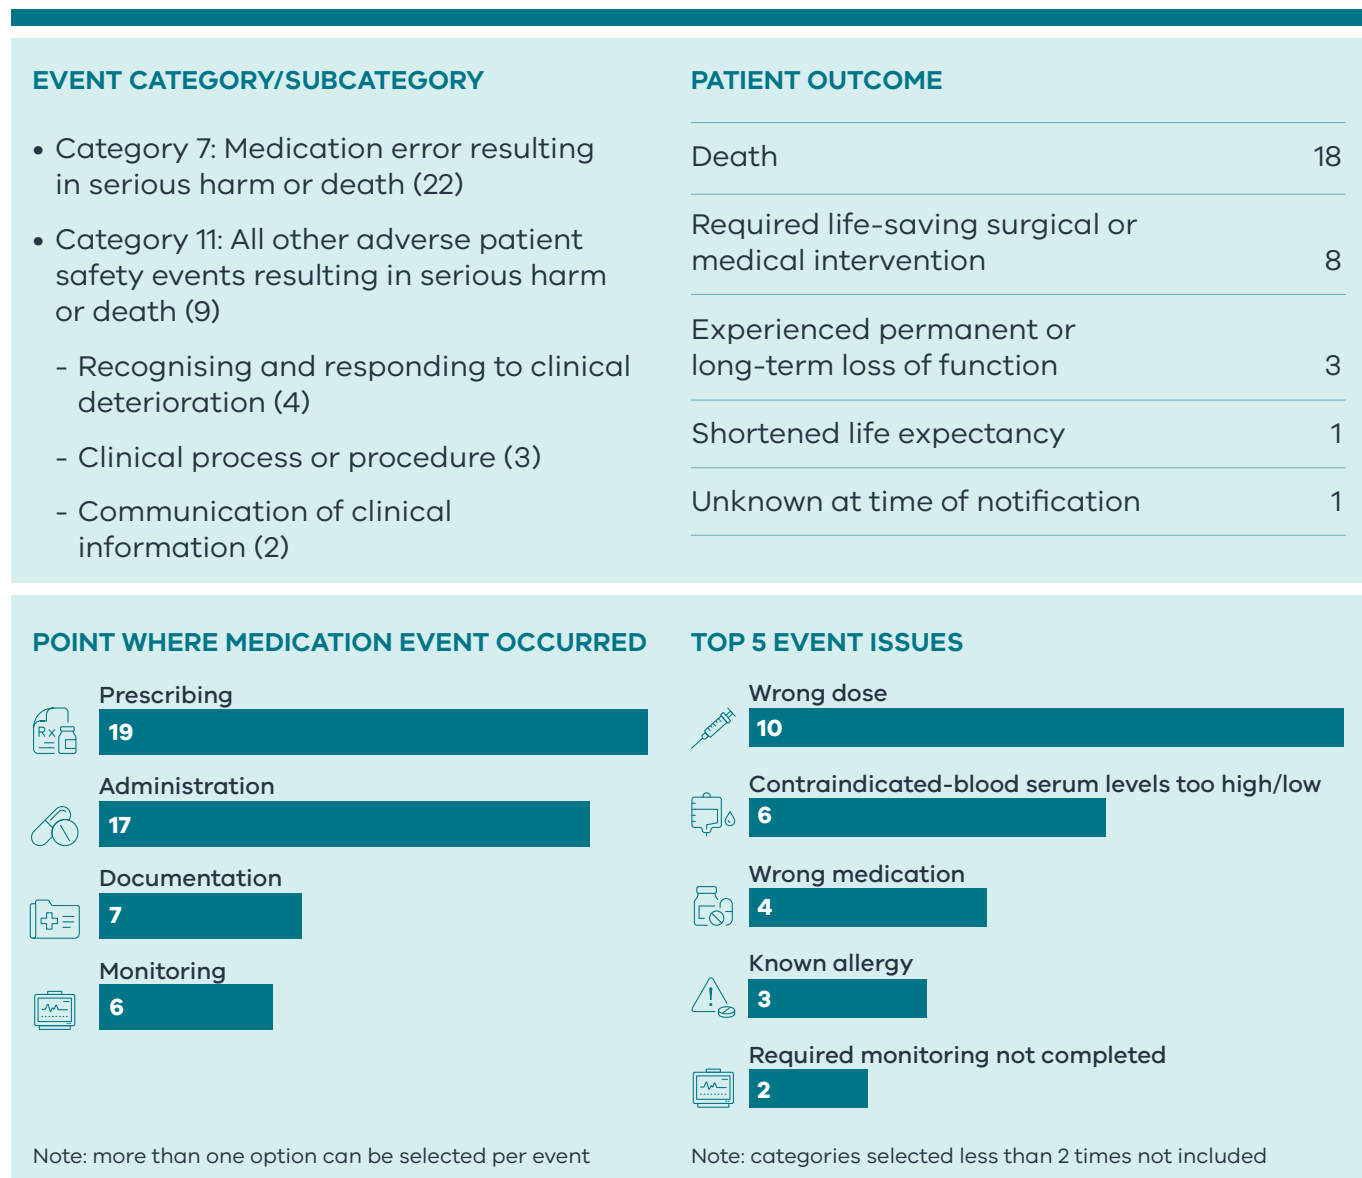 EVENT CATEGORY/SUBCATEGORY
• Category 7: Medication error resulting
in serious harm or death (22)
• Category 11: All other adverse patient
safety events resulting in serious harm
or death (9)
- Recognising and responding to clinical
deterioration (4)
- Clinical process or procedure (3)
- Communication of clinical
information (2)
PATIENT OUTCOME
Death 18
Required life-saving surgical or
medical intervention 8
Experienced permanent or
long-term loss of function 3
Shortened life expectancy 1
Unknown at time of notification 1
POINT WHERE MEDICATION EVENT OCCURRED
Prescribing
Rx
19
Administration
17
Documentation
7
Monitoring
6
Note: more than one option can be selected per event
TOP 5 EVENT ISSUES
Wrong dose
10
Contraindicated-blood serum levels too high/low
6
Wrong medication
4
Known allergy
3
Required monitoring not completed
2
Note: categories selected less than 2 times not included